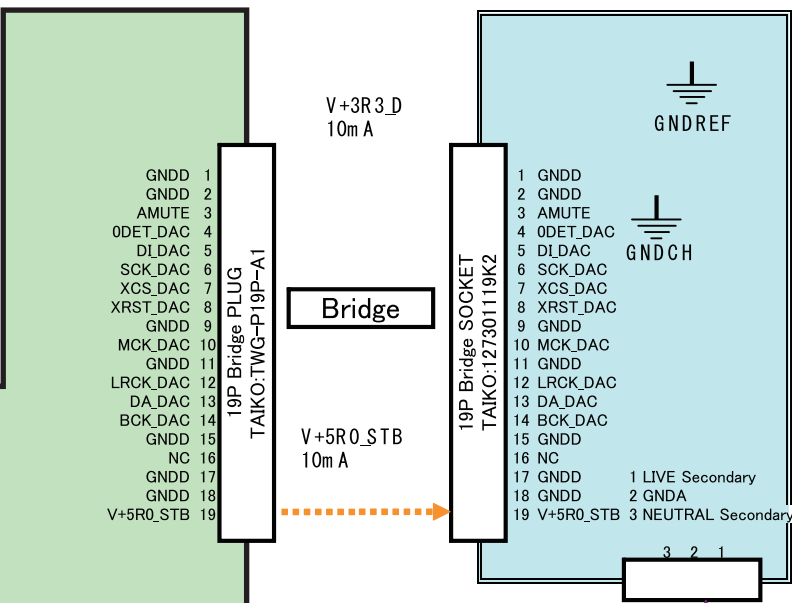 V+3R3_D
10mA
GNDREF
GNDCH
GNDD 1
GNDD 2
AMUTE 3
0DET_DAC 4
DI_DAC 5
SCK_DAC 6
XCS_DAC 7
XRST_DAC 8
GNDD 9
MCK_DAC 10
GNDD 11
LRCK_DAC 12
DA_DAC 13
BCK_DAC 14
GNDD 15
NC 16
GNDD 17
GNDD 18
V+5R0_STB 19
19P Bridge PLUG
TAIKO:TWG-P19P-A1
Bridge
V+5R0_STB
10mA
19P Bridge SOCKET
TAIKO:127301119K2
1 GNDD
2 GNDD
3 AMUTE
4 0DET_DAC
5 DI_DAC
6 SCK_DAC
7 XCS_DAC
8 XRST_DAC
9 GNDD
10 MCK_DAC
11 GNDD
12 LRCK_DAC
13 DA_DAC
14 BCK_DAC
15 GNDD
16 NC
17 GNDD
18 GNDD
19 V+5R0_STB
1 LIVE Secondary
2 GNDA
3 NEUTRAL Secondary
3 2 1